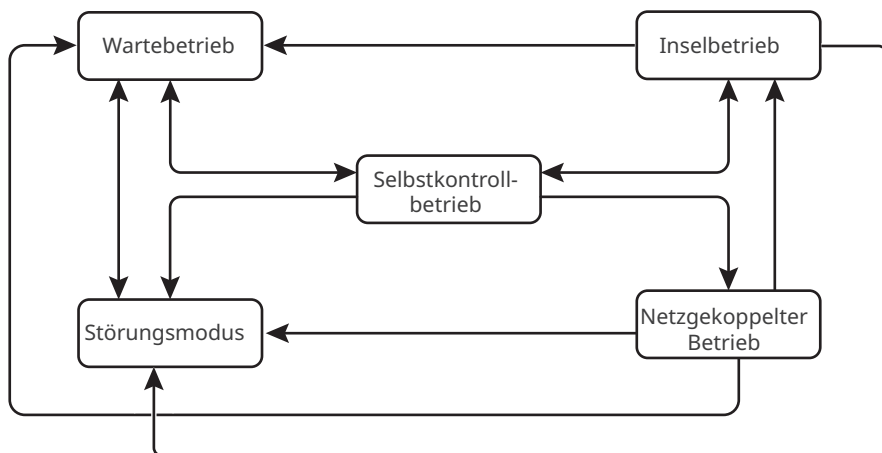 Wartebetrieb
Inselbetrieb
Selbstkontroll-
betrieb
Störungsmodus
Netzgekoppelter
Betrieb